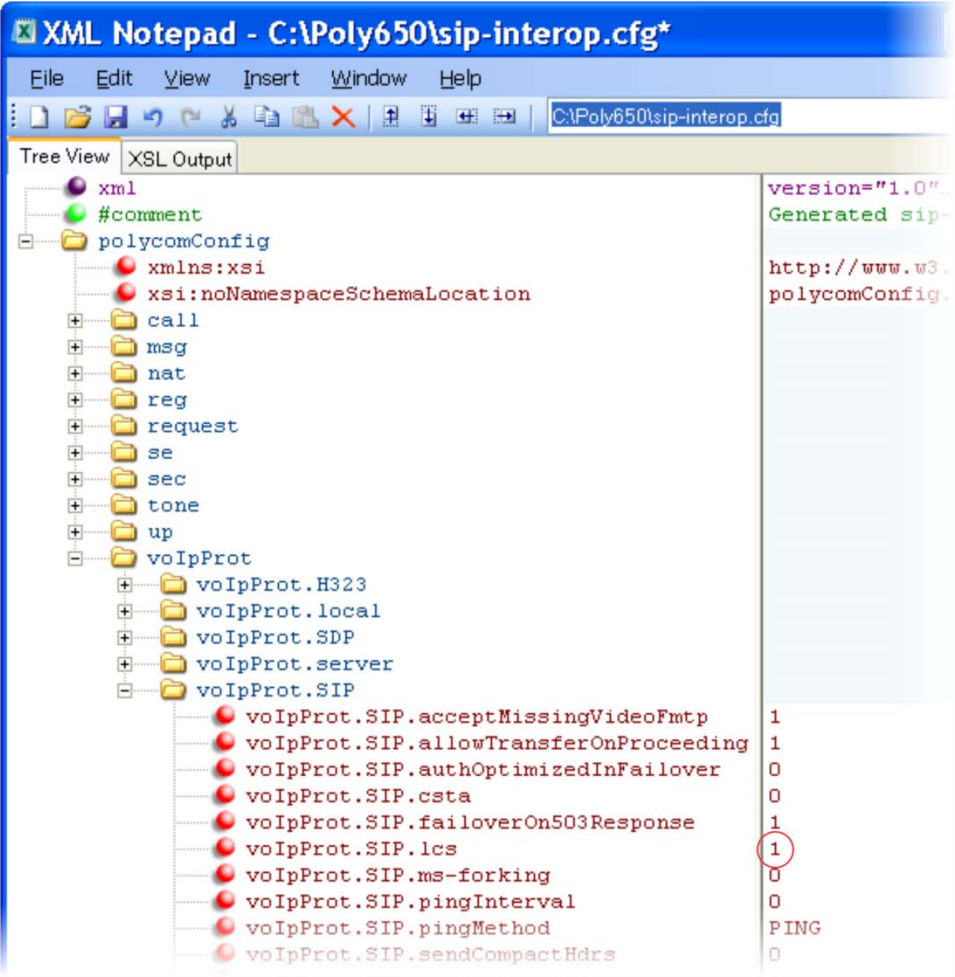 XML Notepad - C:\Poly650\sip-interop.cfg*
File Edit View Insert Window Help
C:\Poly650\sip-interop.cfg
Tree View XSL Output
xml version="1.0"
#comment Generated sip-
polycomConfig
xmlns:xsi http://www.w3.
xsi:noNamespaceSchemaLocation polycomConfig.
call
msg
nat
reg
request
se
sec
tone
up
voIpProt
voIpProt.H323
voIpProt.local
voIpProt.SDP
voIpProt.server
voIpProt.SIP
voIpProt.SIP.acceptMissingVideoFmtp 1
voIpProt.SIP.allowTransferOnProceeding 1
voIpProt.SIP.authOptimizedInFailover 0
voIpProt.SIP.csta 0
voIpProt.SIP.failoverOn503Response 1
voIpProt.SIP.lcs 1
voIpProt.SIP.ms-forking 0
voIpProt.SIP.pingInterval 0
voIpProt.SIP.pingMethod PING
voIpProt.SIP.sendCompactHdrs 0